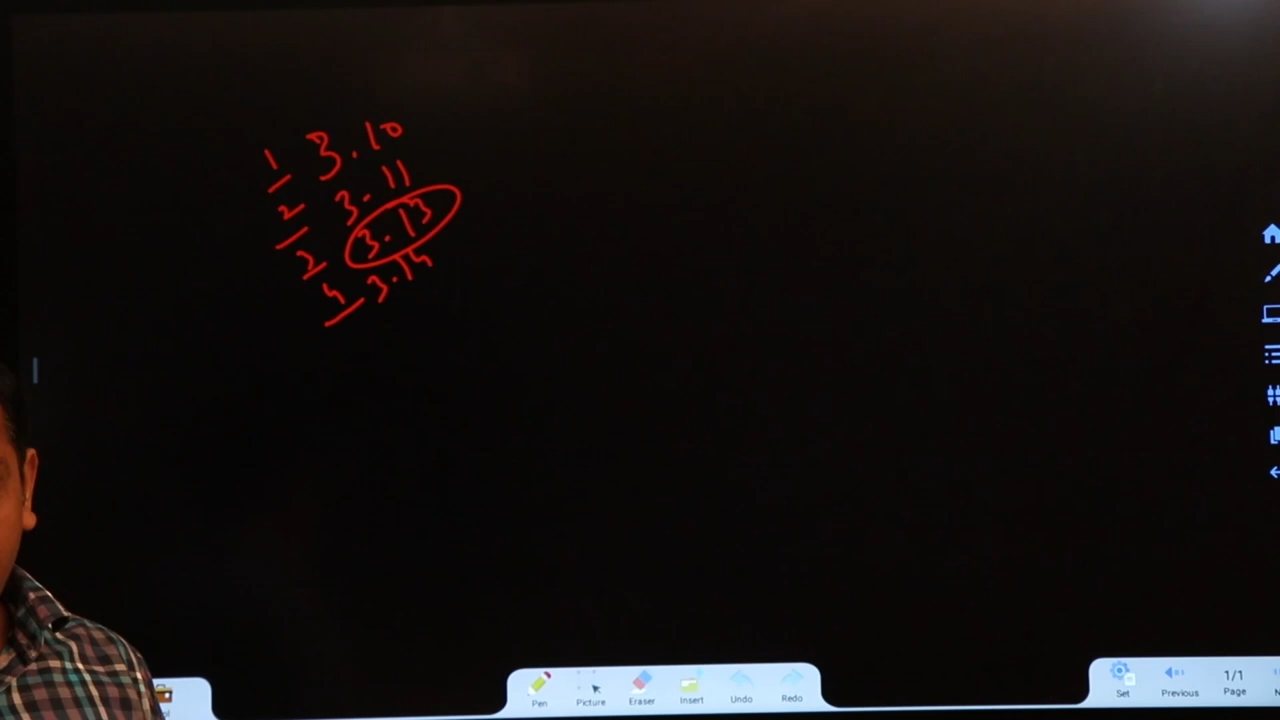 1 3.10
2 3.11
2 3.13
4 3.14
Pen Picture Eraser Insert Undo Redo
Set Previous 1/1 Page